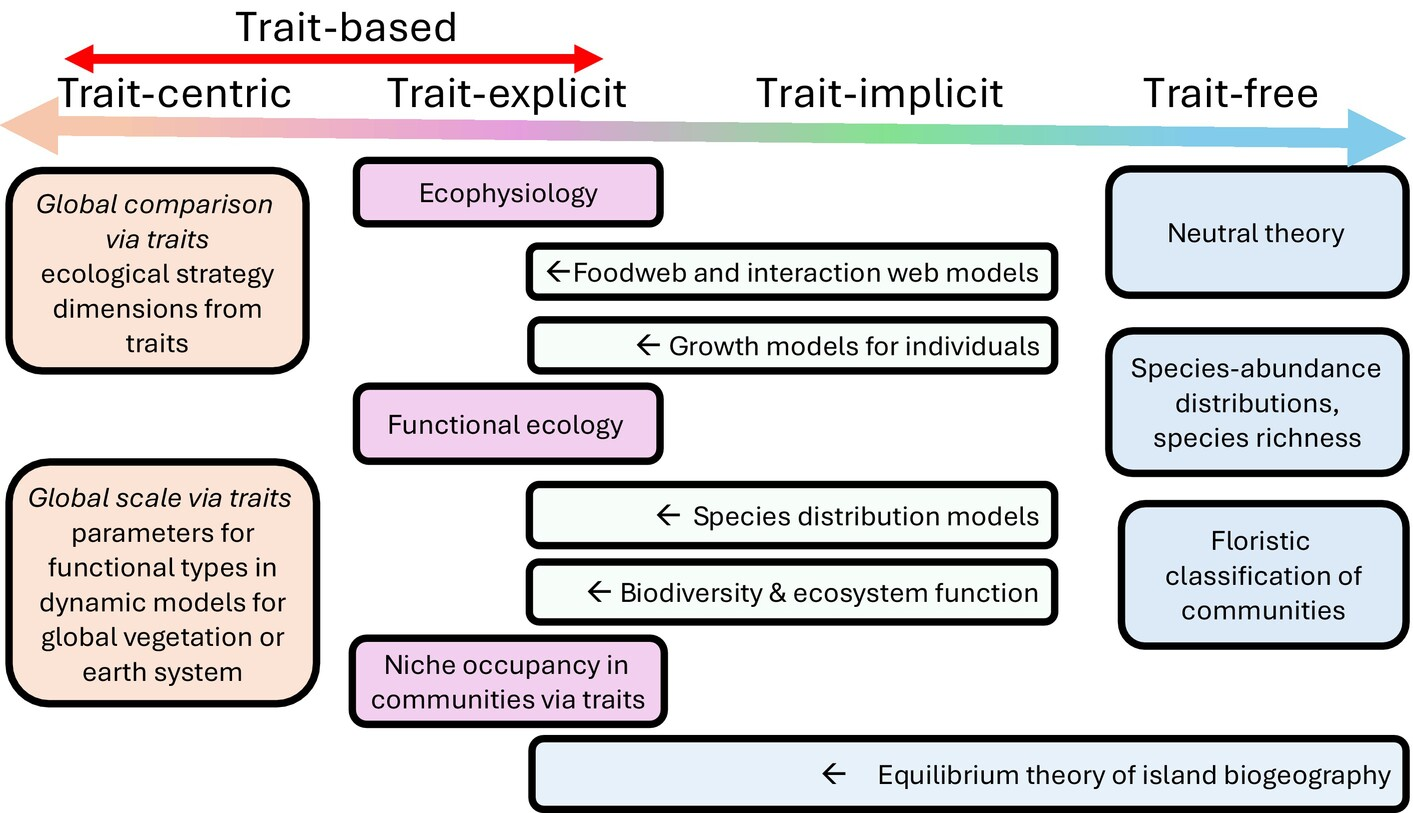 Trait-based
Trait-centric
Trait-explicit
Trait-implicit
Trait-free
Global comparison
via traits
ecological strategy
dimensions from
traits
Global scale via traits
parameters for
functional types in
dynamic models for
global vegetation or
earth system
Ecophysiology
←Foodweb and interaction web models
← Growth models for individuals
Functional ecology
← Species distribution models
← Biodiversity & ecosystem function
Niche occupancy in
communities via traits
← Equilibrium theory of island biogeography
Neutral theory
Species-abundance
distributions,
species richness
Floristic
classification of
communities